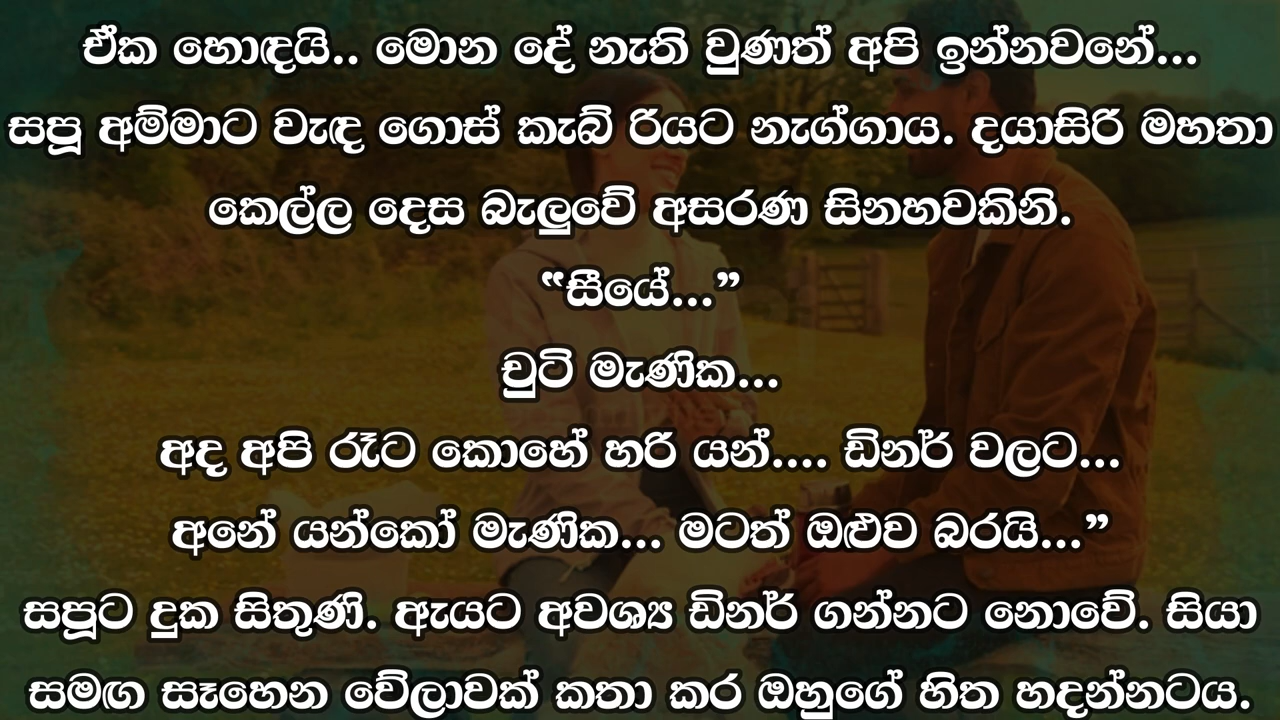 ඒක හොඳයි.. මොන දේ නැති වුණත් අපි ඉන්නවනේ...
සපූ අම්මාට වැඳ ගොස් කැබ් රියට නැග්ගාය. දයාසිරි මහතා
කෙල්ල දෙස බැලුවේ අසරණ සිනහවකිනි.
“සීයේ...”
චුටි මැණික...
අද අපි රෑට කොහේ හරි යන්.... ඩිනර් වලට...
අනේ යන්කෝ මැණික... මටත් ඔළුව බරයි...”
සපූට දුක සිතුණි. ඇයට අවශ්‍ය ඩිනර් ගන්නට නොවේ. සියා
සමඟ සෑහෙන වේලාවක් කතා කර ඔහුගේ හිත හදන්නටය.